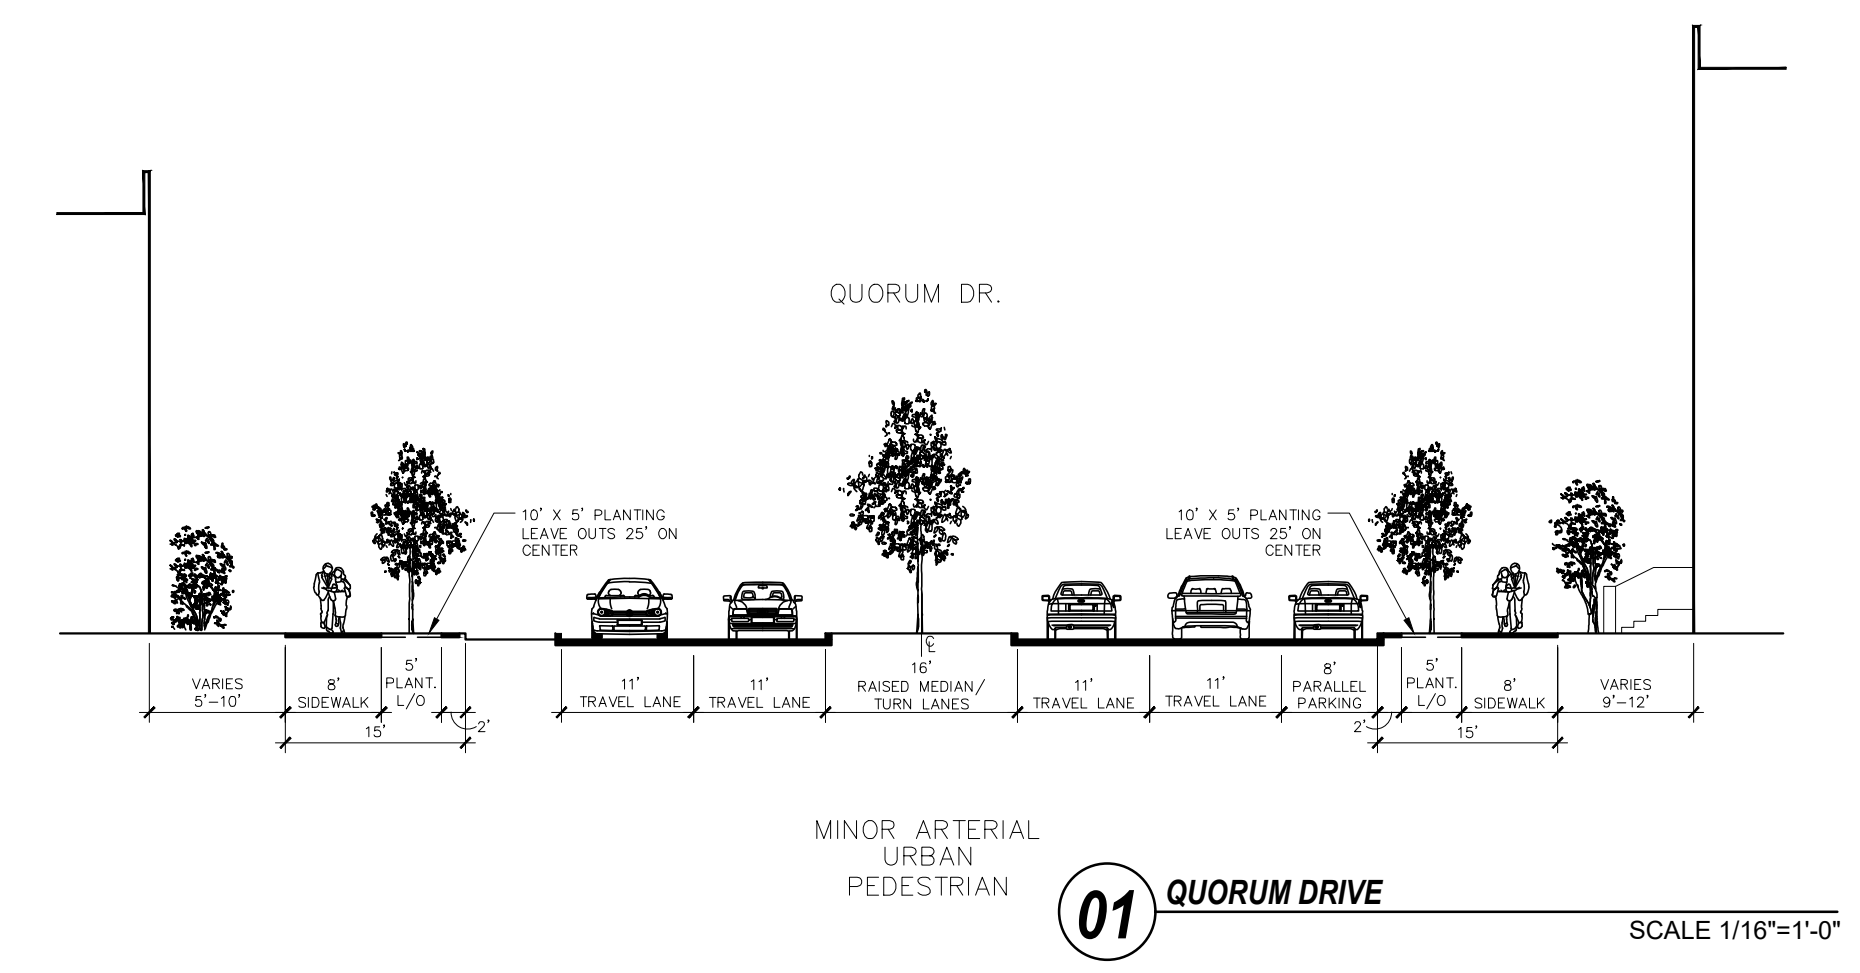 QUORUM DR.
10' X 5' PLANTING
LEAVE OUTS 25' ON
CENTER
10' X 5' PLANTING
LEAVE OUTS 25' ON
CENTER
℄
VARIES
5'-10'
8'
SIDEWALK
5'
PLANT.
L/O
2'
15'
11'
TRAVEL LANE
11'
TRAVEL LANE
16'
RAISED MEDIAN/
TURN LANES
11'
TRAVEL LANE
11'
TRAVEL LANE
8'
PARALLEL
PARKING
2'
5'
PLANT.
L/O
8'
SIDEWALK
15'
VARIES
9'-12'
MINOR ARTERIAL
URBAN
PEDESTRIAN
01
QUORUM DRIVE
SCALE 1/16"=1'-0"